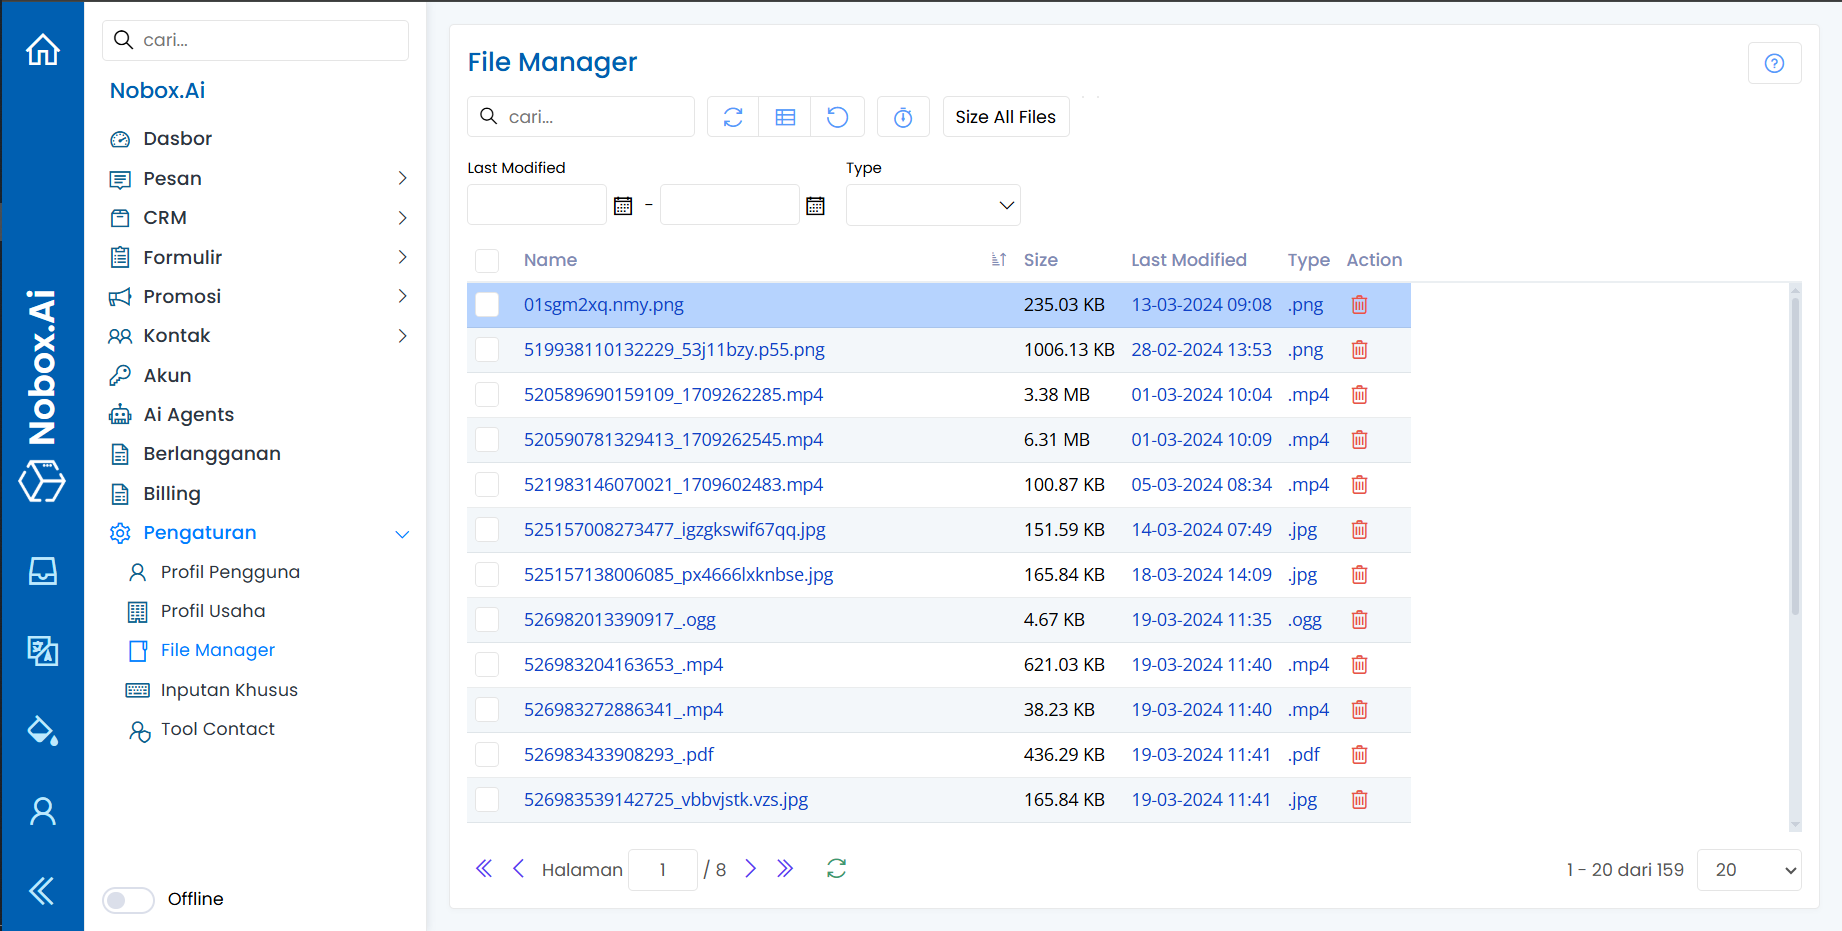 Nobox.Ai
cari...
Nobox.Ai
Dasbor
Pesan
CRM
Formulir
Promosi
Kontak
Akun
Ai Agents
Berlangganan
Billing
Pengaturan
Profil Pengguna
Profil Usaha
File Manager
Inputan Khusus
Tool Contact
Offline
File Manager
cari...
Size All Files
Last Modified Type
-
Name Size Last Modified Type Action
01sgm2xq.nmy.png 235.03 KB 13-03-2024 09:08 .png
519938110132229_53j11bzy.p55.png 1006.13 KB 28-02-2024 13:53 .png
520589690159109_1709262285.mp4 3.38 MB 01-03-2024 10:04 .mp4
520590781329413_1709262545.mp4 6.31 MB 01-03-2024 10:09 .mp4
521983146070021_1709602483.mp4 100.87 KB 05-03-2024 08:34 .mp4
525157008273477_igzgkswif67qq.jpg 151.59 KB 14-03-2024 07:49 .jpg
525157138006085_px4666lxknbse.jpg 165.84 KB 18-03-2024 14:09 .jpg
526982013390917_.ogg 4.67 KB 19-03-2024 11:35 .ogg
526983204163653_.mp4 621.03 KB 19-03-2024 11:40 .mp4
526983272886341_.mp4 38.23 KB 19-03-2024 11:40 .mp4
526983433908293_.pdf 436.29 KB 19-03-2024 11:41 .pdf
526983539142725_vbbvjstk.vzs.jpg 165.84 KB 19-03-2024 11:41 .jpg
Halaman 1 / 8 1 - 20 dari 159 20